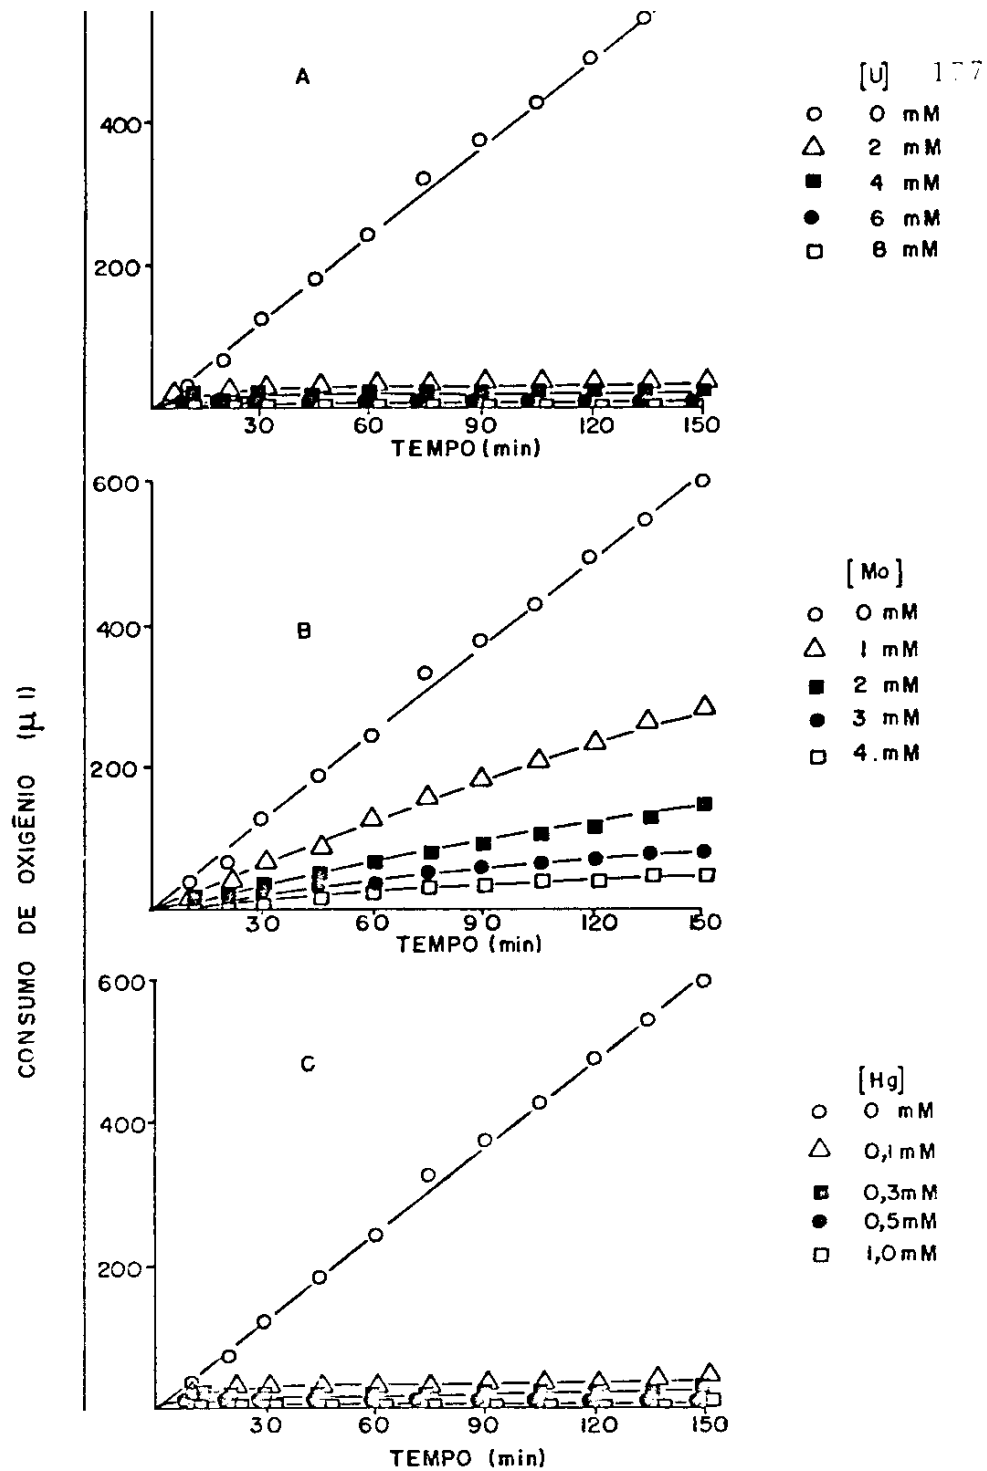 A
[U]
0 mM
2 mM
4 mM
6 mM
8 mM
400
200
30 60 90 120 150
TEMPO (min)
600
400
200
B
[Mo]
0 mM
1 mM
2 mM
3 mM
4.mM
30 60 90 120 150
TEMPO (min)
CONSUMO DE OXIGÊNIO (µl)
600
400
200
C
[Hg]
0 mM
0,1mM
0,3mM
0,5mM
1,0mM
30 60 90 120 150
TEMPO (min)